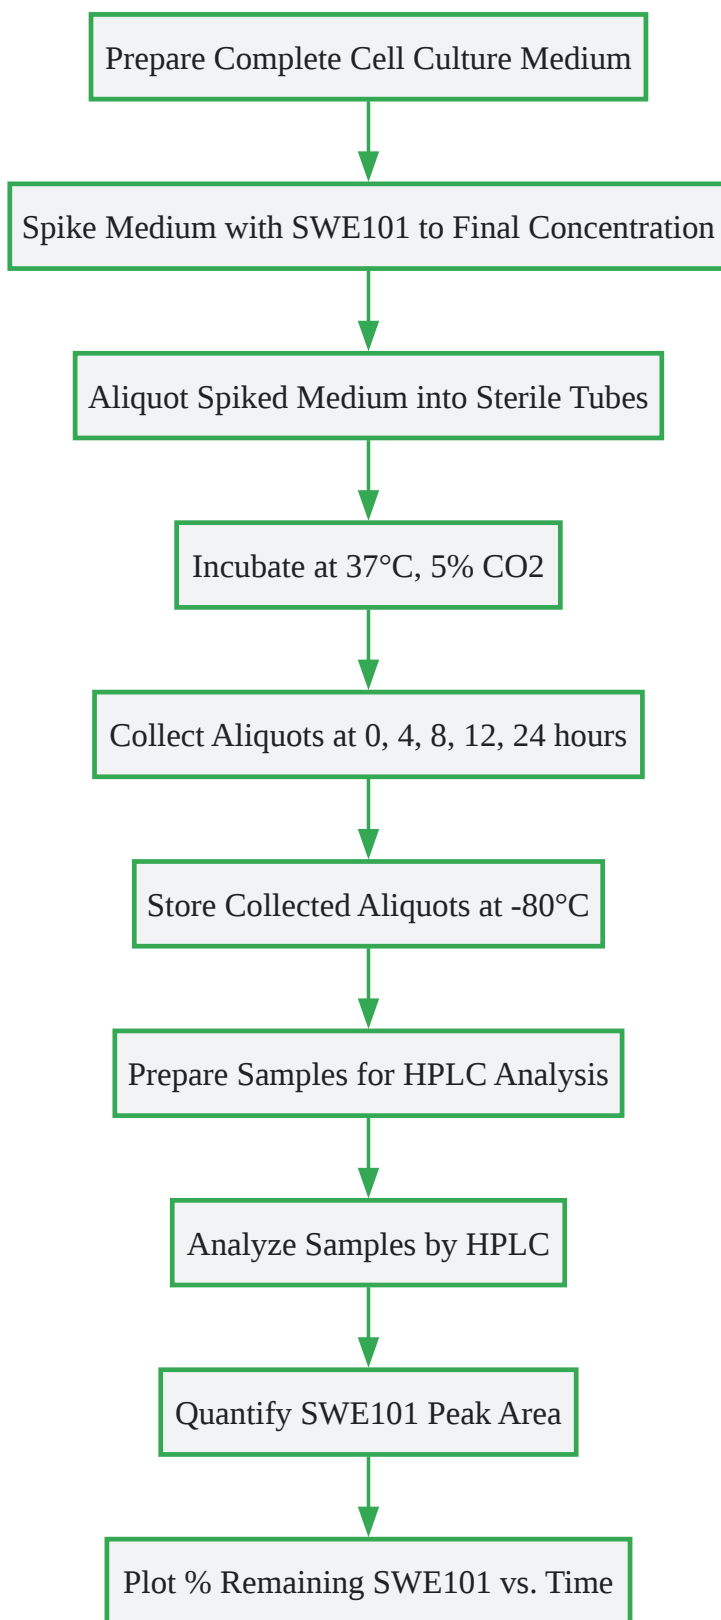 Prepare Complete Cell Culture Medium
Spike Medium with SWE101 to Final Concentration
Aliquot Spiked Medium into Sterile Tubes
Incubate at 37°C, 5% CO2
Collect Aliquots at 0, 4, 8, 12, 24 hours
Store Collected Aliquots at -80°C
Prepare Samples for HPLC Analysis
Analyze Samples by HPLC
Quantify SWE101 Peak Area
Plot % Remaining SWE101 vs. Time